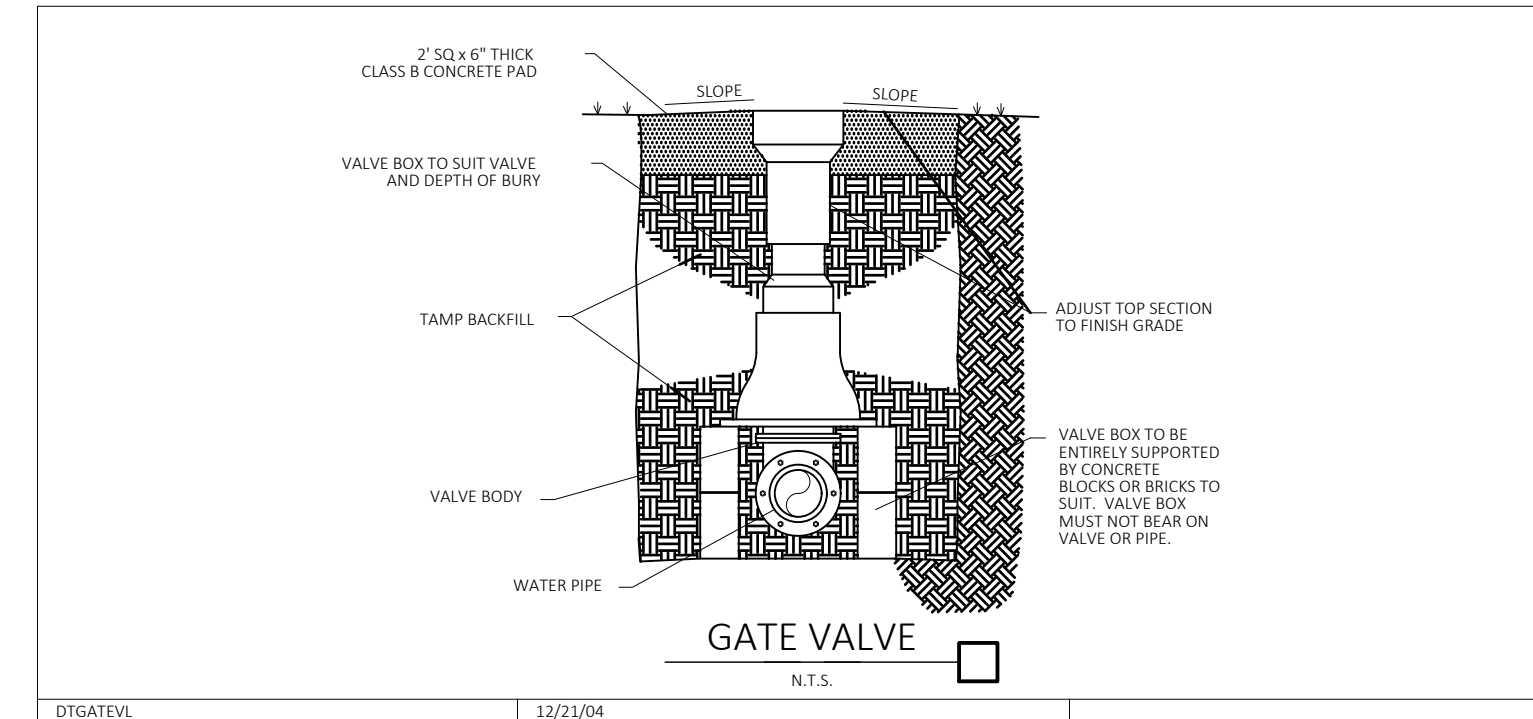 2' SQ x 6" THICK
CLASS B CONCRETE PAD
SLOPE
SLOPE
VALVE BOX TO SUIT VALVE
AND DEPTH OF BURY
TAMP BACKFILL
ADJUST TOP SECTION
TO FINISH GRADE
VALVE BODY
VALVE BOX TO BE
ENTIRELY SUPPORTED
BY CONCRETE
BLOCKS OR BRICKS TO
SUIT.  VALVE BOX
MUST NOT BEAR ON
VALVE OR PIPE.
WATER PIPE
GATE VALVE
N.T.S.
DTGATEVL
12/21/04